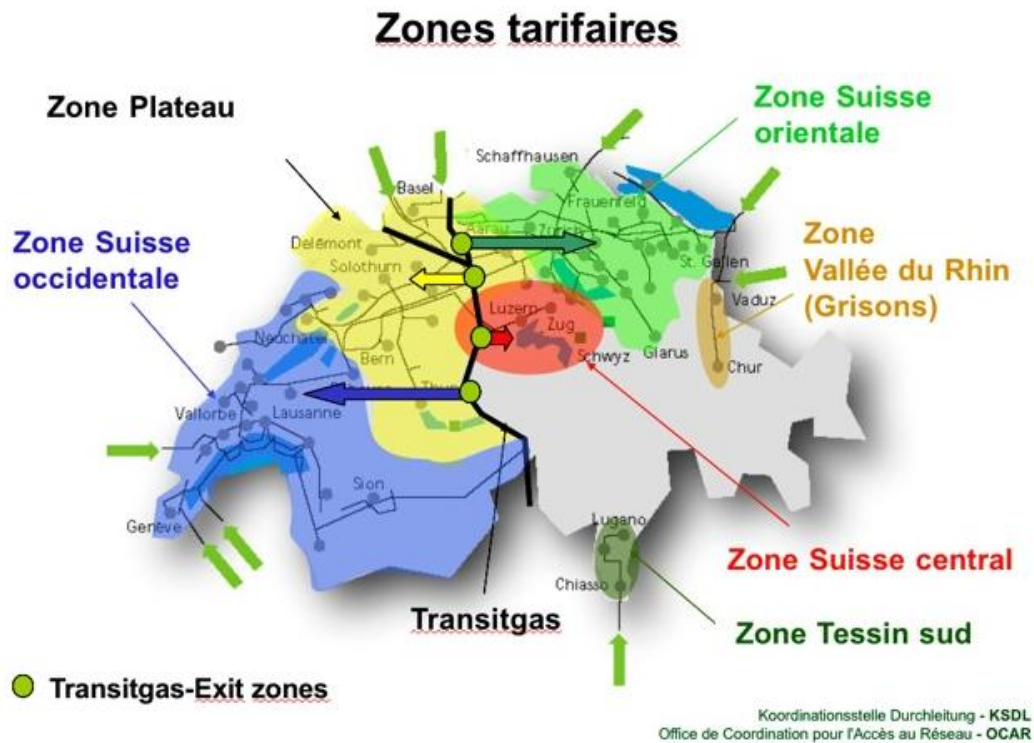 Zones tarifaires
Zone Plateau
Zone Suisse
orientale
Schaffhausen
Basel
Frauenfeld
Aarau
Zürich
Delémont
Zone Suisse
occidentale
Zone
Vallée du Rhin
(Grisons)
Solothurn
St. Gallen
Vaduz
Luzern
Zug
Neuchâtel
Bern
Schwyz
Glarus
Chur
Thun
Vallorbe
Lausanne
Sion
Genève
Lugano
Zone Suisse central
Chiasso
Transitgas
Zone Tessin sud
Transitgas-Exit zones
Koordinationsstelle Durchleitung - KSDL
Office de Coordination pour l'Accès au Réseau - OCAR